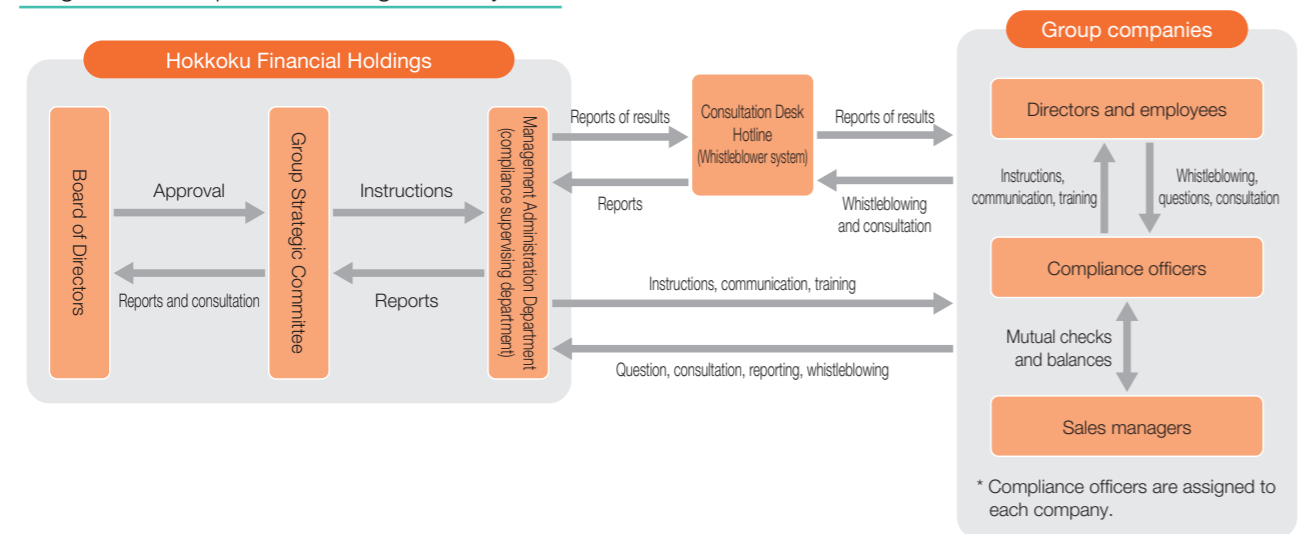 Hokkoku Financial Holdings
Board of Directors
Approval
Reports and consultation
Group Strategic Committee
Instructions
Reports
Management Administration Department
(compliance supervising department)
Reports of results
Reports
Consultation Desk
Hotline
(Whistleblower system)
Reports of results
Whistleblowing
and consultation
Instructions, communication, training
Question, consultation, reporting, whistleblowing
Group companies
Directors and employees
Instructions,
communication, training
Whistleblowing,
questions, consultation
Compliance officers
Mutual checks
and balances
Sales managers
* Compliance officers are assigned to
each company.